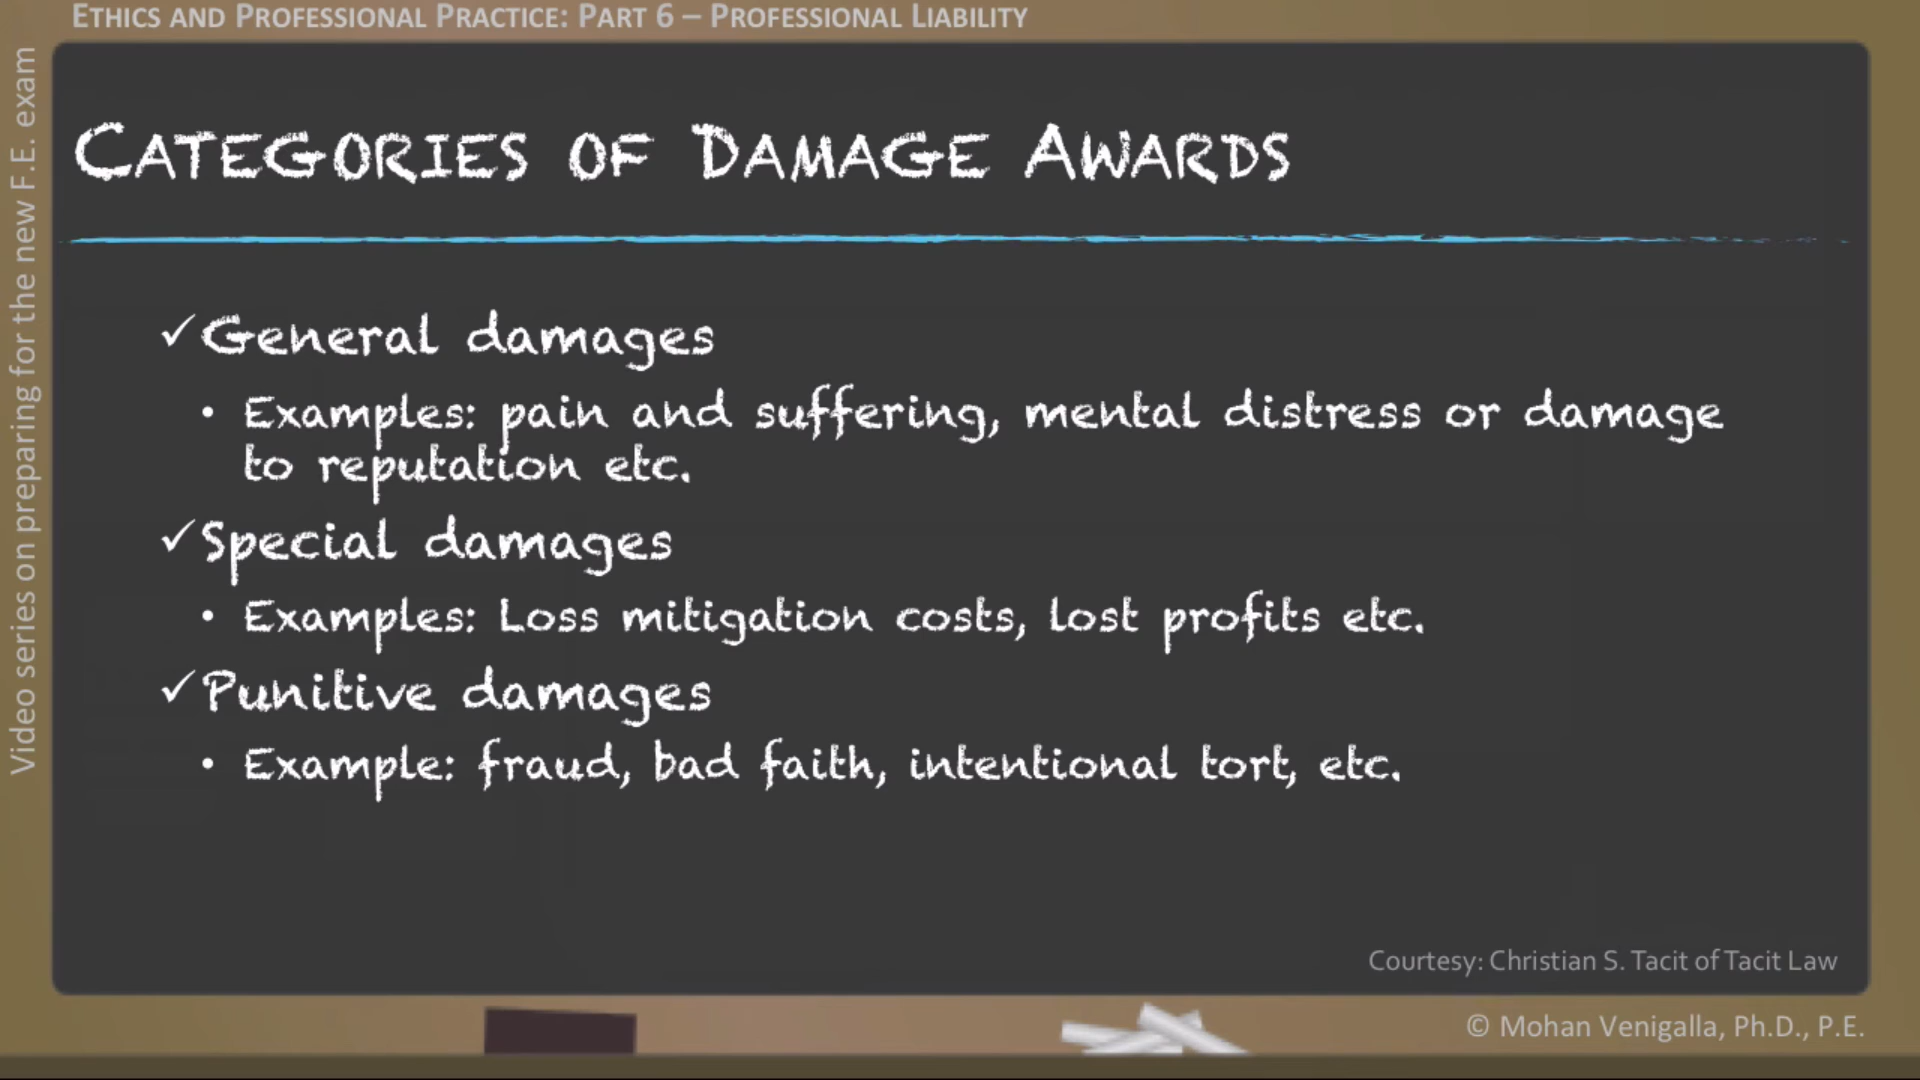 ETHICS AND PROFESSIONAL PRACTICE: PART 6 – PROFESSIONAL LIABILITY
Video series on preparing for the new F.E. exam
CATEGORIES OF DAMAGE AWARDS
✓General damages
• Examples: pain and suffering, mental distress or damage
to reputation etc.
✓Special damages
• Examples: Loss mitigation costs, lost profits etc.
✓Punitive damages
• Example: fraud, bad faith, intentional tort, etc.
Courtesy: Christian S. Tacit of Tacit Law
© Mohan Venigalla, Ph.D., P.E.